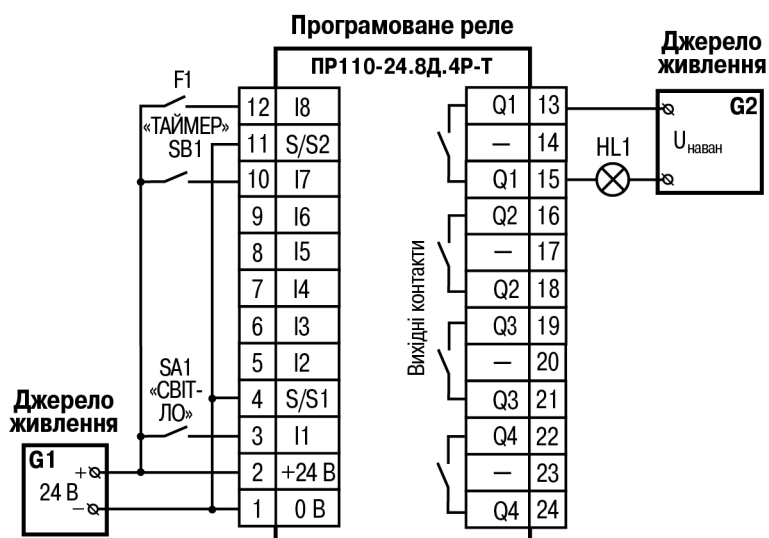 Програмоване реле
ПР110-24.8Д.4Р-Т
Джерело
живлення
G2
Uнаван
HL1
F1
«ТАЙМЕР»
SB1
12 I8
11 S/S2
10 I7
9 I6
8 I5
7 I4
6 I3
5 I2
4 S/S1
3 I1
2 +24 В
1 0 В
Q1 13
– 14
Q1 15
Q2 16
– 17
Q2 18
Q3 19
– 20
Q3 21
Q4 22
– 23
Q4 24
Вихідні контакти
SA1
«СВІТ-
ЛО»
Джерело
живлення
G1
+
24 В
–